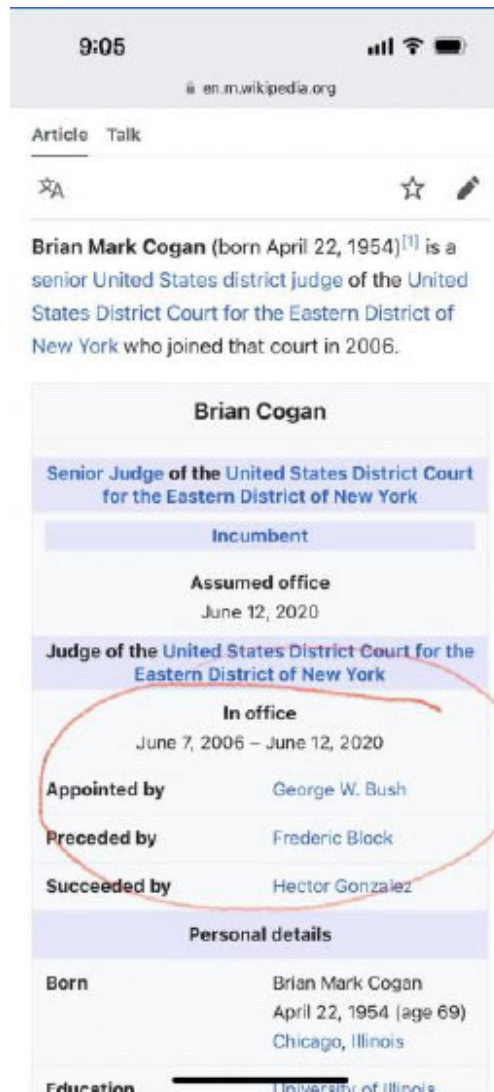 9:05
en.m.wikipedia.org
Article Talk
Brian Mark Cogan (born April 22, 1954)[1] is a
senior United States district judge of the United
States District Court for the Eastern District of
New York who joined that court in 2006.
Brian Cogan
Senior Judge of the United States District Court
for the Eastern District of New York
Incumbent
Assumed office
June 12, 2020
Judge of the United States District Court for the
Eastern District of New York
In office
June 7, 2006 – June 12, 2020
Appointed by George W. Bush
Preceded by Frederic Block
Succeeded by Hector Gonzalez
Personal details
Born Brian Mark Cogan
April 22, 1954 (age 69)
Chicago, Illinois
Education University of Illinois